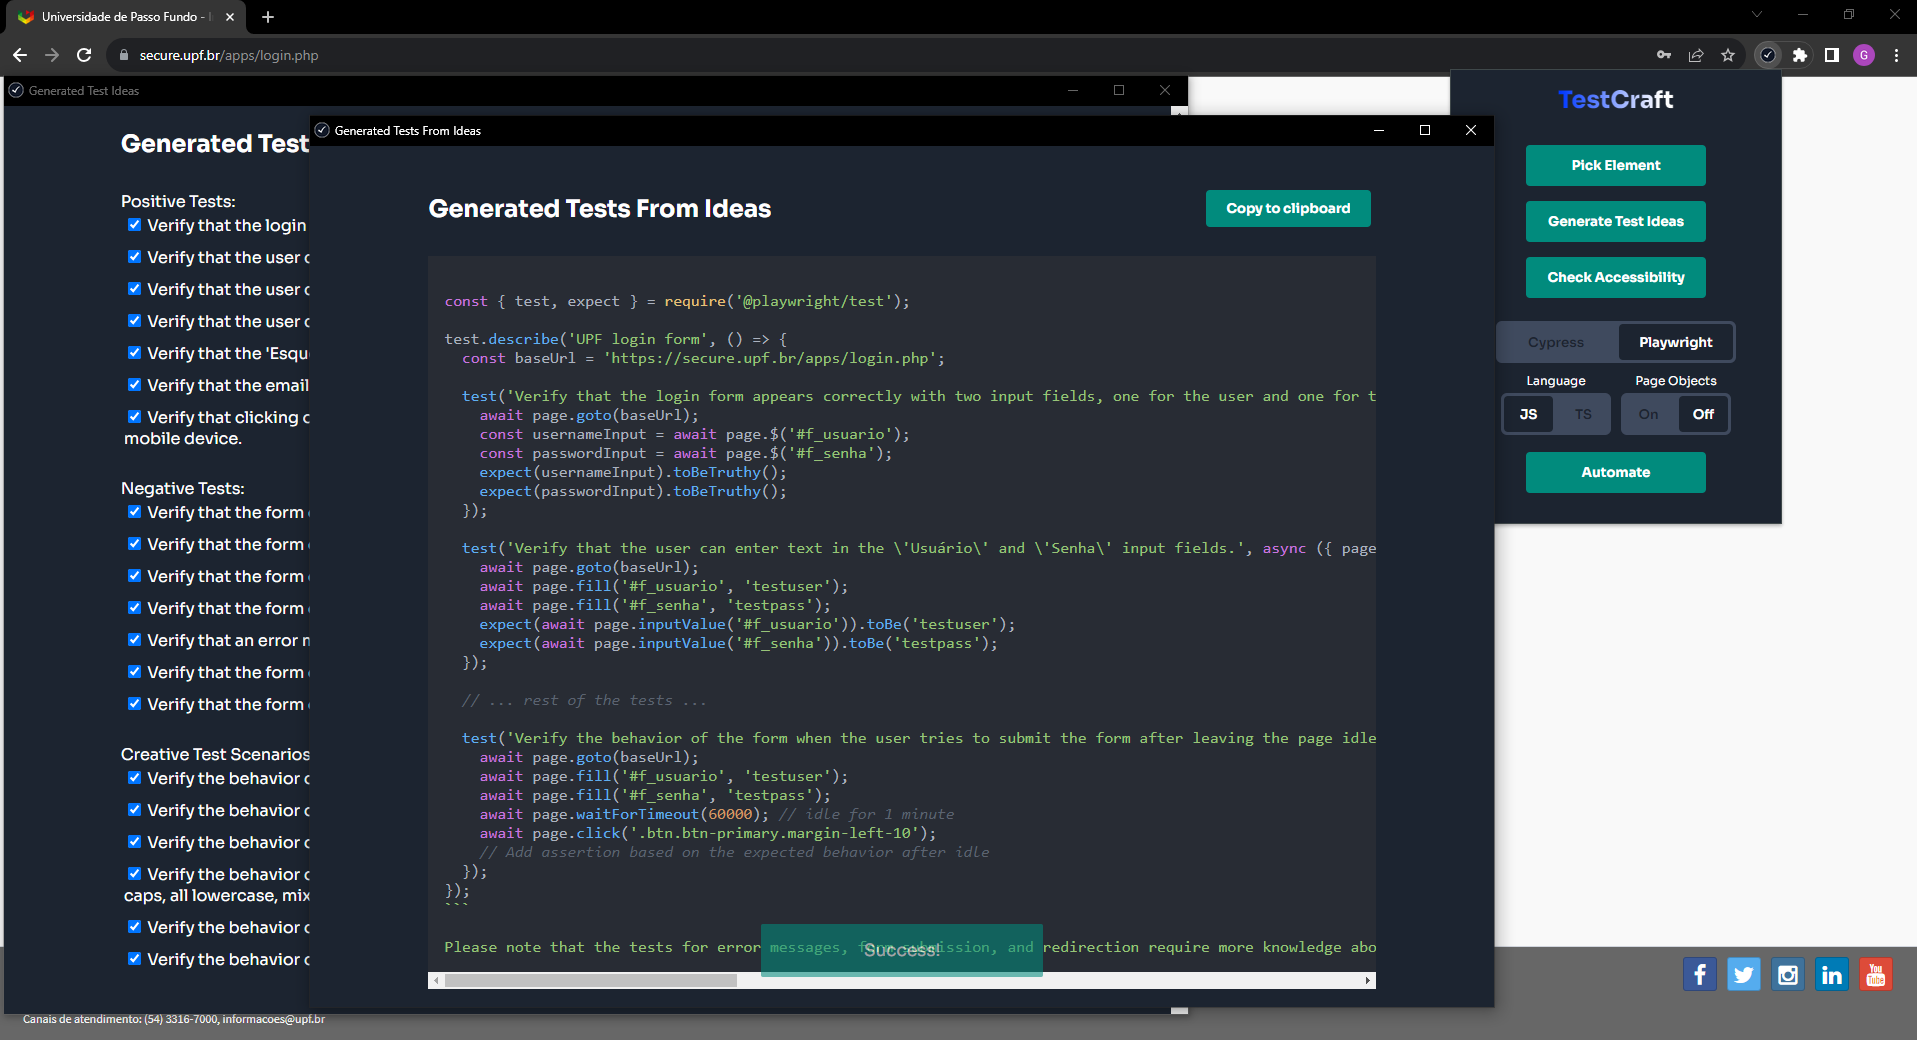 Universidade de Passo Fundo -
secure.upf.br/apps/login.php
G
Generated Test Ideas
Generated Test
Positive Tests:
Verify that the login
Verify that the user
Verify that the user
Verify that the user
Verify that the 'Esqu
Verify that the email
Verify that clicking
mobile device.
Negative Tests:
Verify that the form
Verify that the form
Verify that the form
Verify that the form
Verify that an error
Verify that the form
Verify that the form
Creative Test Scenarios
Verify the behavior
Verify the behavior
Verify the behavior
Verify the behavior
caps, all lowercase, mix
Verify the behavior
Verify the behavior
Generated Tests From Ideas
Generated Tests From Ideas
Copy to clipboard
const { test, expect } = require('@playwright/test');
test.describe('UPF login form', () => {
const baseUrl = 'https://secure.upf.br/apps/login.php';
test('Verify that the login form appears correctly with two input fields, one for the user and one for t
await page.goto(baseUrl);
const usernameInput = await page.$('#f_usuario');
const passwordInput = await page.$('#f_senha');
expect(usernameInput).toBeTruthy();
expect(passwordInput).toBeTruthy();
});
test('Verify that the user can enter text in the \'Usuário\' and \'Senha\' input fields.', async ({ page
await page.goto(baseUrl);
await page.fill('#f_usuario', 'testuser');
await page.fill('#f_senha', 'testpass');
expect(await page.inputValue('#f_usuario')).toBe('testuser');
expect(await page.inputValue('#f_senha')).toBe('testpass');
});
// ... rest of the tests ...
test('Verify the behavior of the form when the user tries to submit the form after leaving the page idle
await page.goto(baseUrl);
await page.fill('#f_usuario', 'testuser');
await page.fill('#f_senha', 'testpass');
await page.waitForTimeout(60000); // idle for 1 minute
await page.click('.btn.btn-primary.margin-left-10');
// Add assertion based on the expected behavior after idle
});
});
```
Please note that the tests for error messages, form submission, and redirection require more knowledge abo
Success!
TestCraft
Pick Element
Generate Test Ideas
Check Accessibility
Cypress Playwright
Language Page Objects
JS TS On Off
Automate
Canais de atendimento: (54) 3316-7000, informacoes@upf.br
f in You Tube